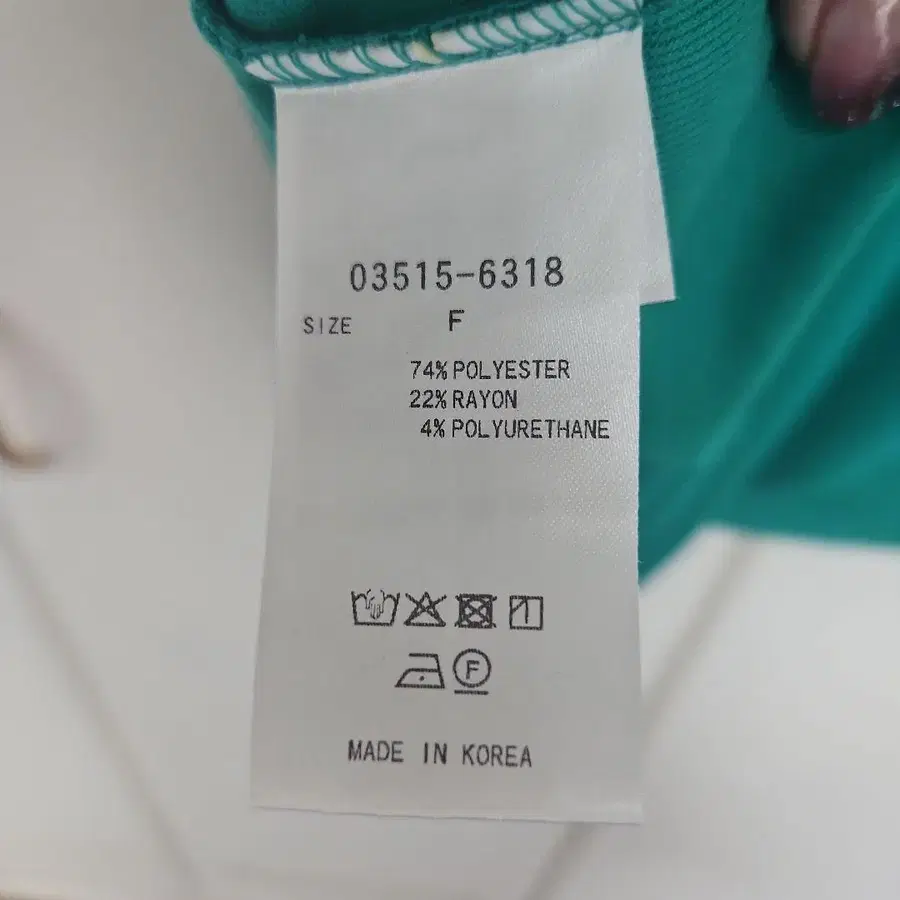 03515-6318
SIZE F
74% POLYESTER
22% RAYON
4% POLYURETHANE
F
MADE IN KOREA